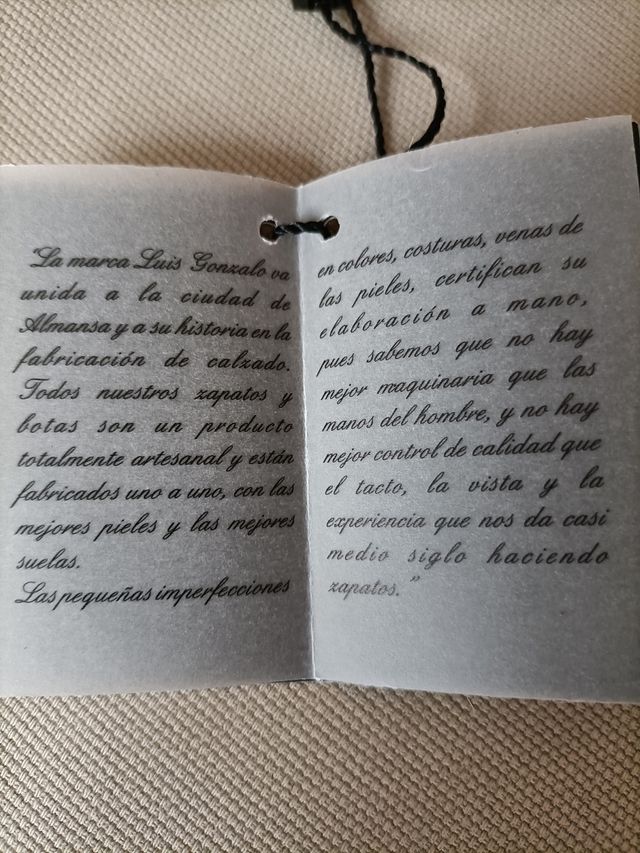 "La marca Luis Gonzalo va
unida a la ciudad de
Almansa y a su historia en la
fabricación de calzado.
Todos nuestros zapatos y
botas son un producto
totalmente artesanal y están
fabricados uno a uno, con las
mejores pieles y las mejores
suelas.
Las pequeñas imperfecciones
en colores, costuras, venas de
las pieles, certifican su
elaboración a mano,
pues sabemos que no hay
mejor maquinaria que las
manos del hombre, y no hay
mejor control de calidad que
el tacto, la vista y la
experiencia que nos da casi
medio siglo haciendo
zapatos."